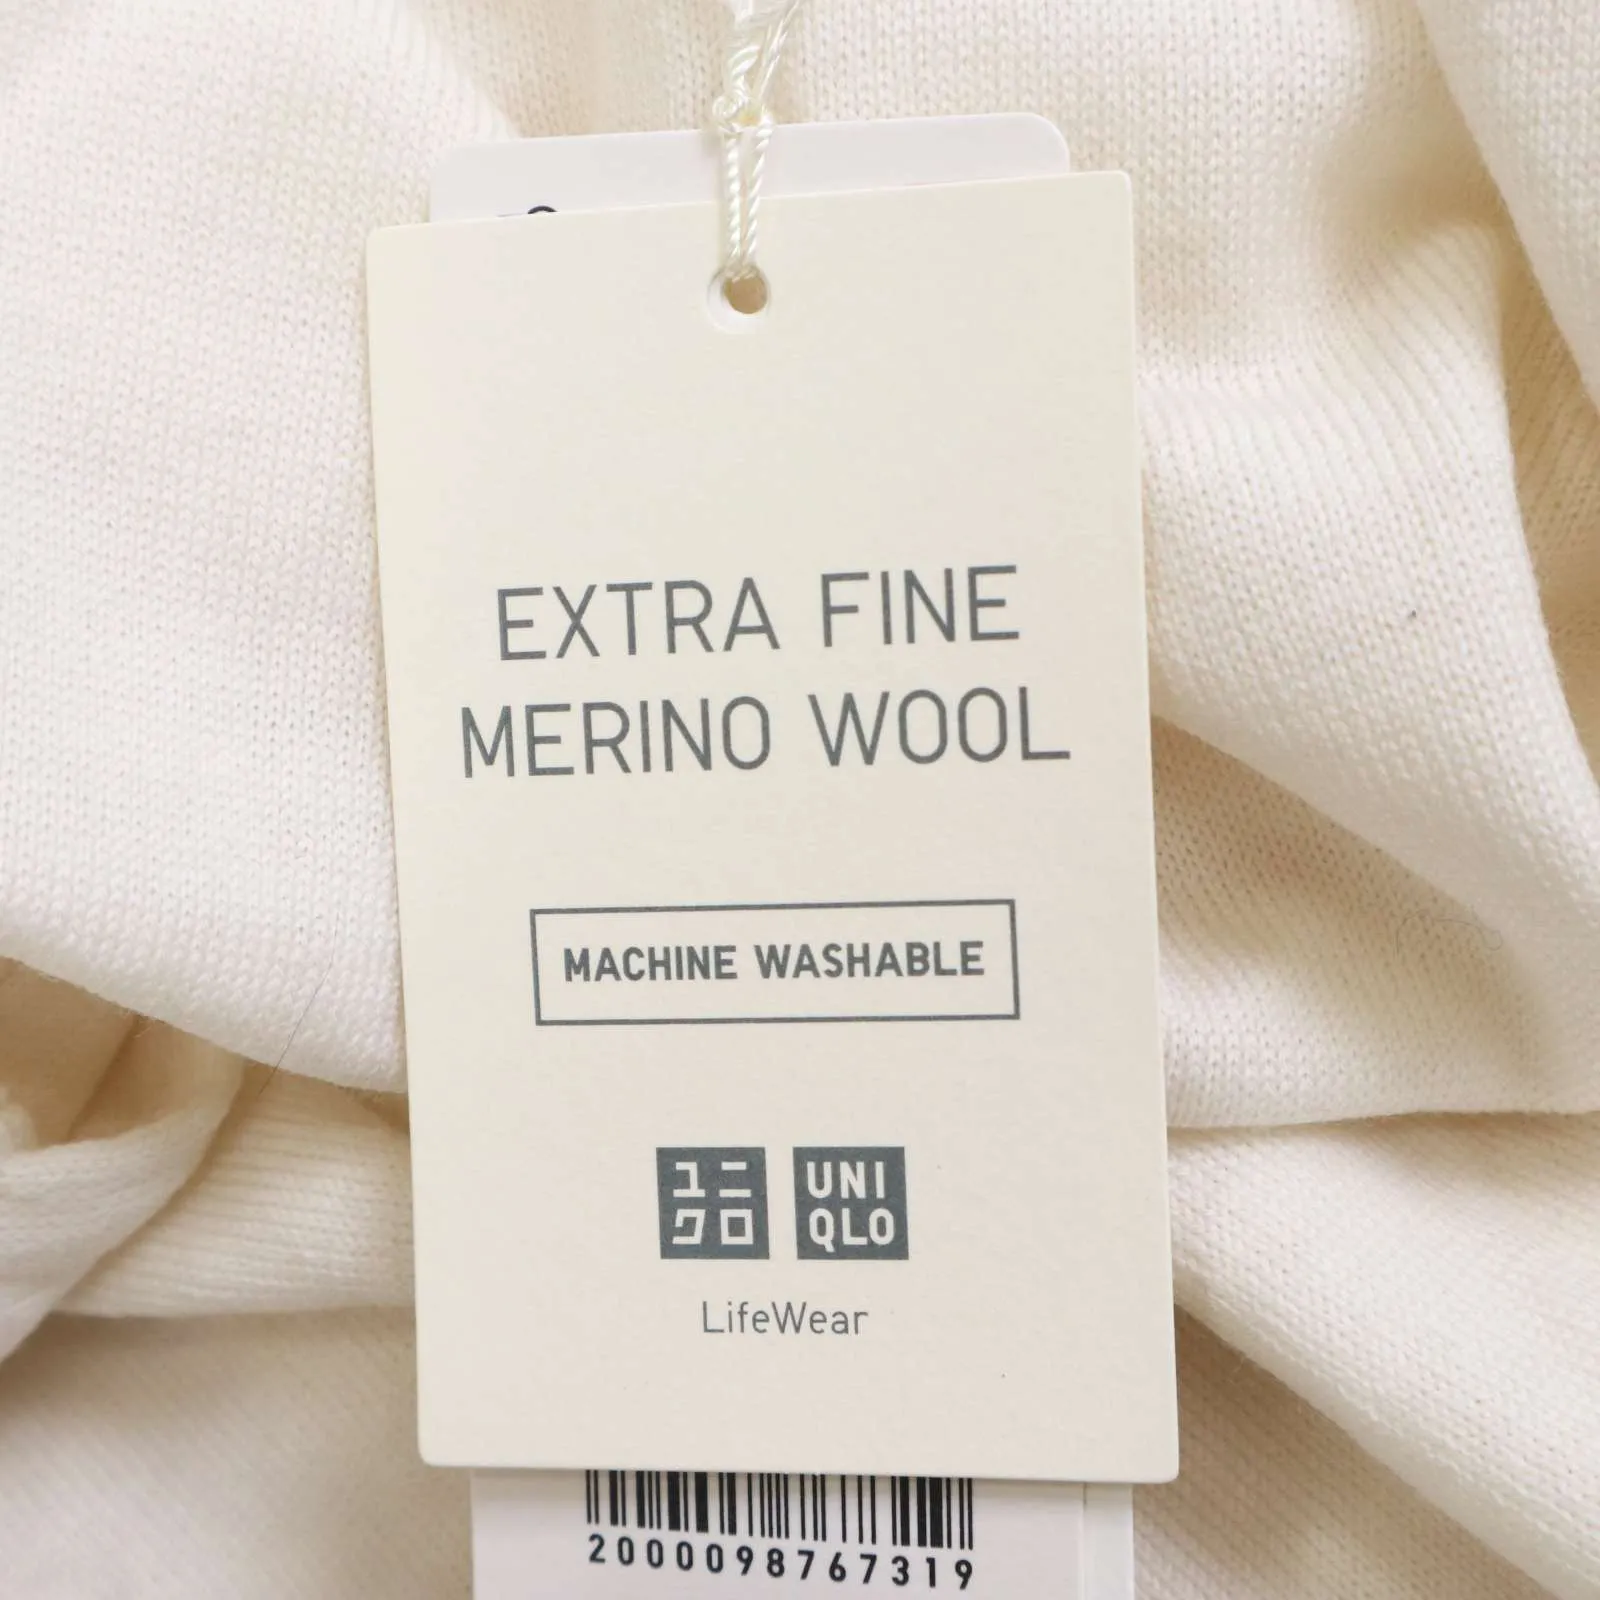 EXTRA FINE
MERINO WOOL
MACHINE WASHABLE
ユニ
クロ
UNI
QLO
LifeWear
2000098767319